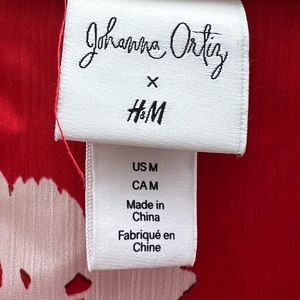 Johanna Ortiz
×
H&M
US M
CA M
Made in
China
Fabriqué en
Chine